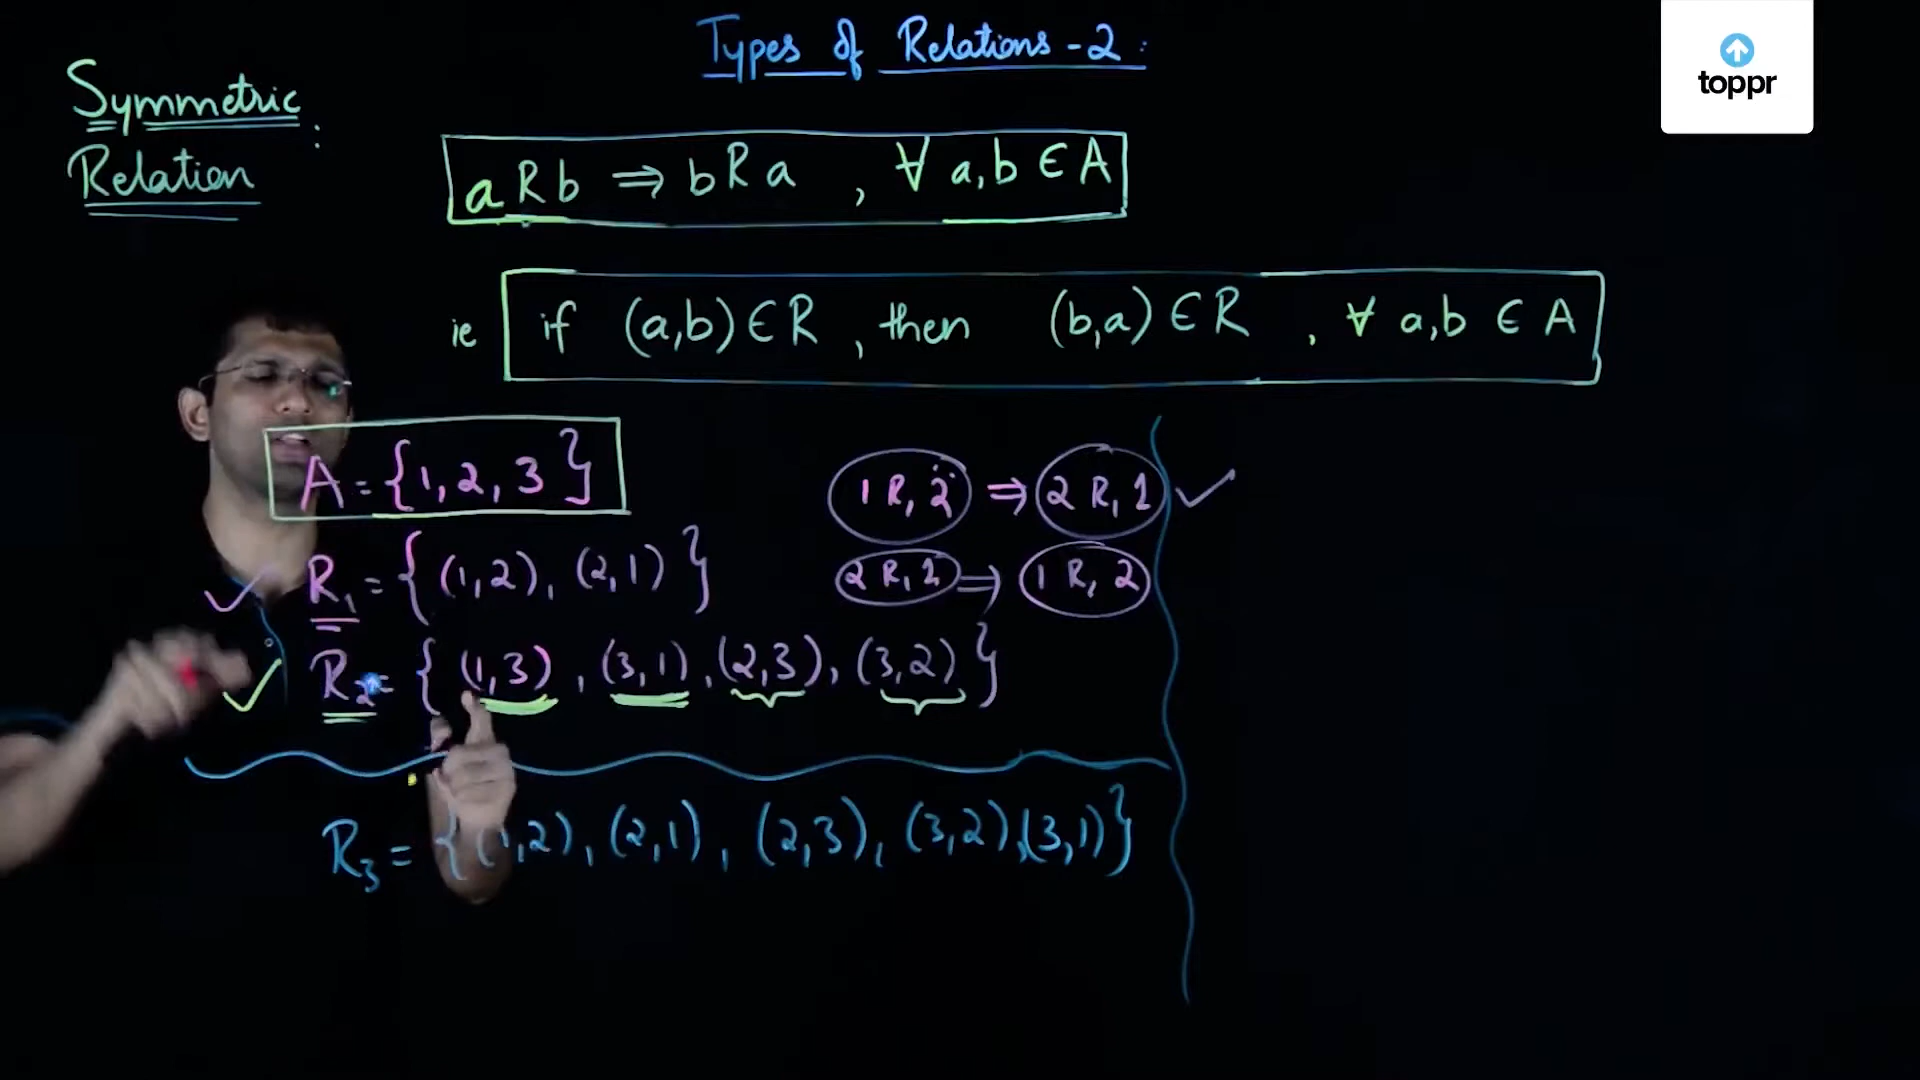 Types of Relations - 2 :
toppr
Symmetric
Relation :
a R b ⇒ b R a , ∀ a, b ∈ A
ie if (a,b) ∈ R , then (b,a) ∈ R , ∀ a,b ∈ A
A = {1, 2, 3}
1 R₁ 2 ⇒ 2 R₁ 1 ✓
✓ R₁ = { (1,2), (2,1) }
2 R₁ 1 ⇒ 1 R₁ 2
✓ R₂ = { (1,3) , (3,1) , (2,3) , (3,2) }
R₃ = { (1,2) , (2,1) , (2,3) , (3,2) , (3,1) }